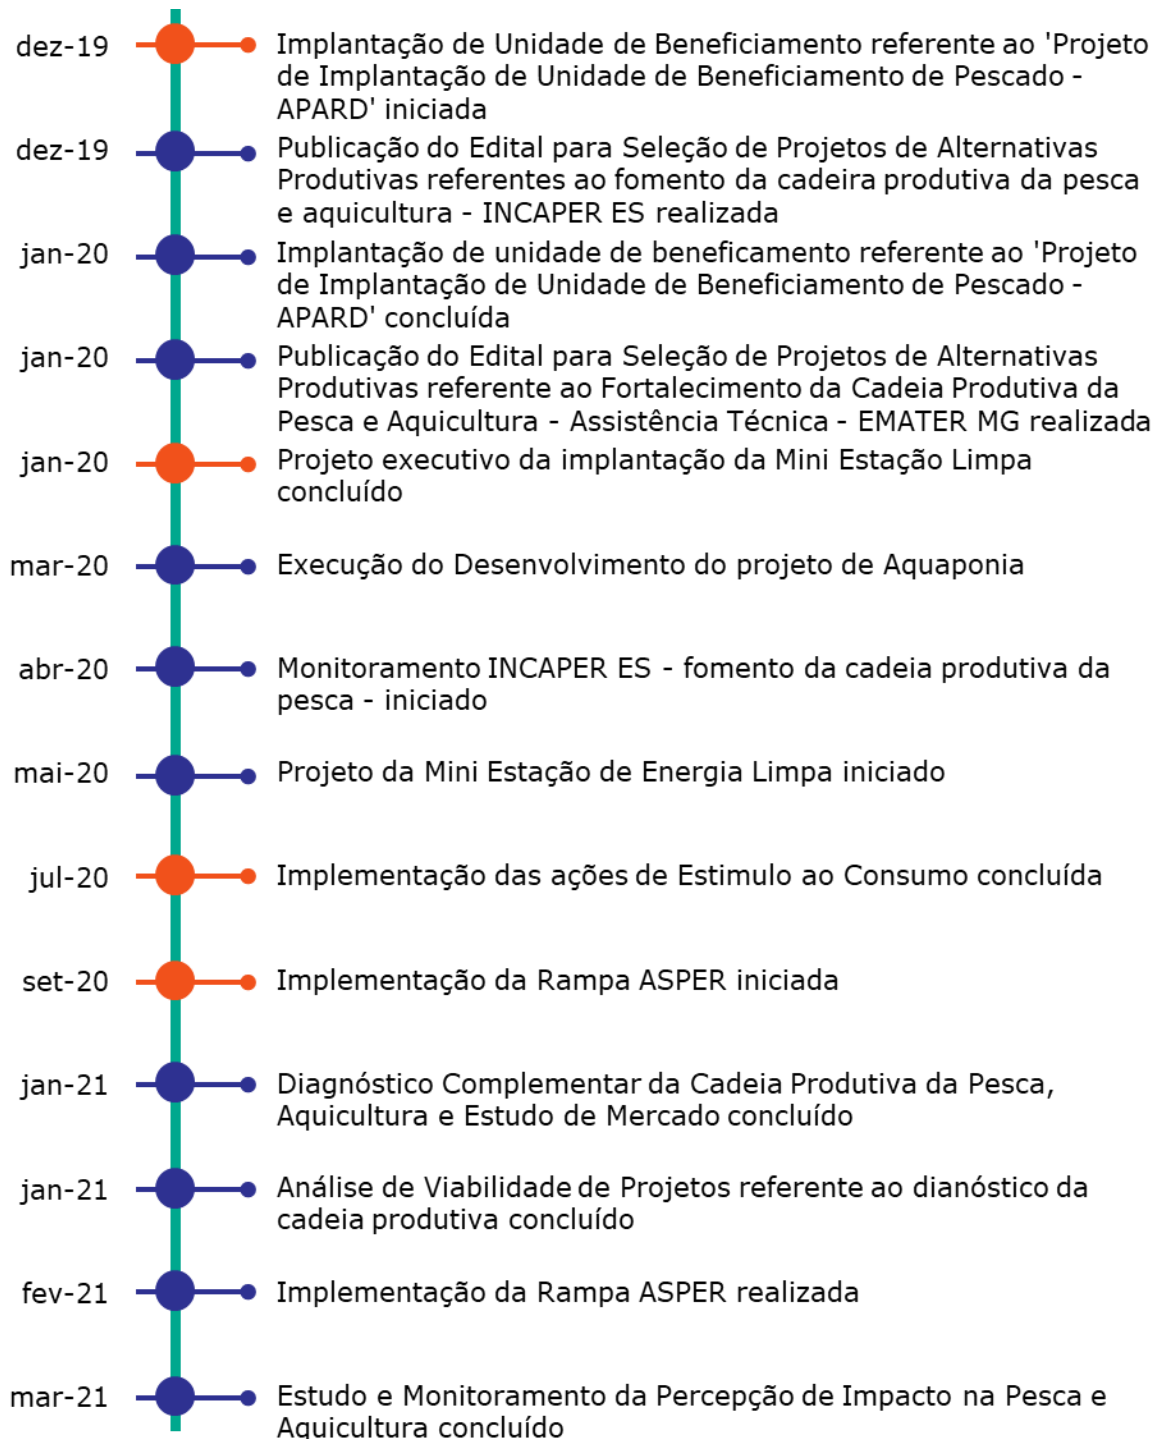 dez-19
Implantação de Unidade de Beneficiamento referente ao 'Projeto
de Implantação de Unidade de Beneficiamento de Pescado -
APARD' iniciada
dez-19
Publicação do Edital para Seleção de Projetos de Alternativas
Produtivas referentes ao fomento da cadeira produtiva da pesca
e aquicultura - INCAPER ES realizada
jan-20
Implantação de unidade de beneficamento referente ao 'Projeto
de Implantação de Unidade de Beneficiamento de Pescado -
APARD' concluída
jan-20
Publicação do Edital para Seleção de Projetos de Alternativas
Produtivas referente ao Fortalecimento da Cadeia Produtiva da
Pesca e Aquicultura - Assistência Técnica - EMATER MG realizada
jan-20
Projeto executivo da implantação da Mini Estação Limpa
concluído
mar-20
Execução do Desenvolvimento do projeto de Aquaponia
abr-20
Monitoramento INCAPER ES - fomento da cadeia produtiva da
pesca - iniciado
mai-20
Projeto da Mini Estação de Energia Limpa iniciado
jul-20
Implementação das ações de Estimulo ao Consumo concluída
set-20
Implementação da Rampa ASPER iniciada
jan-21
Diagnóstico Complementar da Cadeia Produtiva da Pesca,
Aquicultura e Estudo de Mercado concluído
jan-21
Análise de Viabilidade de Projetos referente ao dianóstico da
cadeia produtiva concluído
fev-21
Implementação da Rampa ASPER realizada
mar-21
Estudo e Monitoramento da Percepção de Impacto na Pesca e
Aquicultura concluído